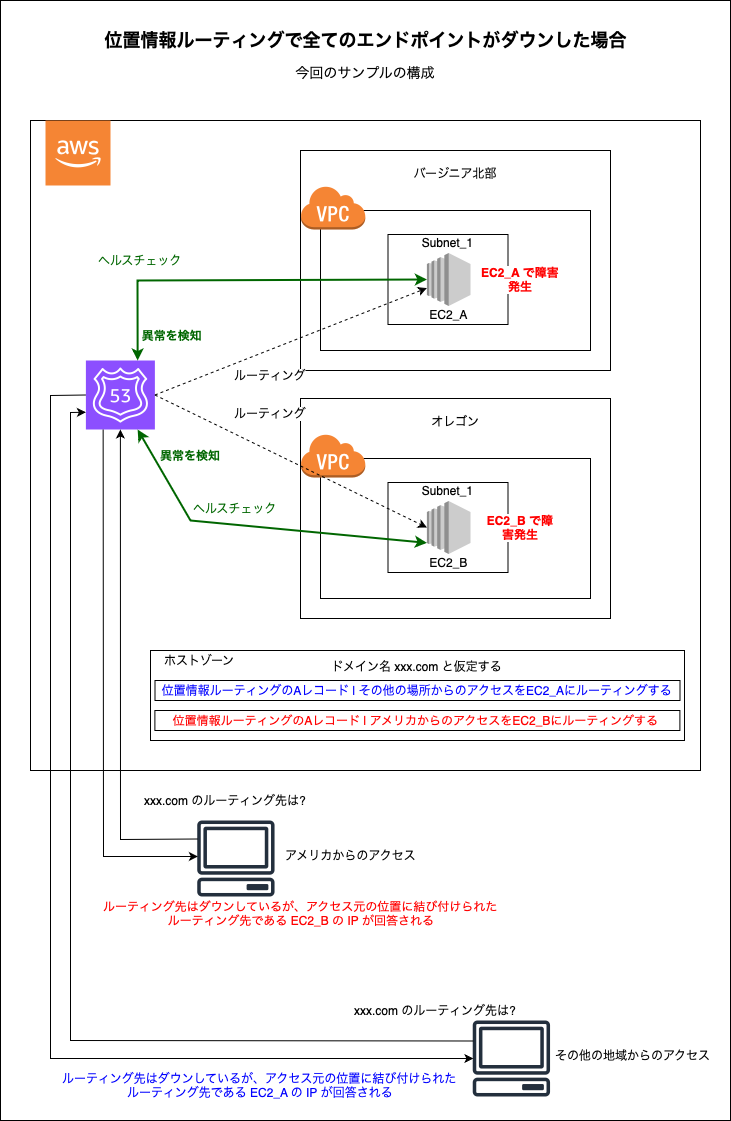 位置情報ルーティングで全てのエンドポイントがダウンした場合
今回のサンプルの構成
aws
バージニア北部
VPC
Subnet_1
EC2_A
EC2_A で障害
発生
ヘルスチェック
異常を検知
53
ルーティング
ルーティング
オレゴン
VPC
異常を検知
ヘルスチェック
Subnet_1
EC2_B
EC2_B で障
害発生
ホストゾーン
ドメイン名 xxx.com と仮定する
位置情報ルーティングのAレコード l その他の場所からのアクセスをEC2_Aにルーティングする
位置情報ルーティングのAレコード l アメリカからのアクセスをEC2_Bにルーティングする
xxx.com のルーティング先は?
アメリカからのアクセス
ルーティング先はダウンしているが、アクセス元の位置に結び付けられた
ルーティング先である EC2_B の IP が回答される
xxx.com のルーティング先は?
その他の地域からのアクセス
ルーティング先はダウンしているが、アクセス元の位置に結び付けられた
ルーティング先である EC2_A の IP が回答される